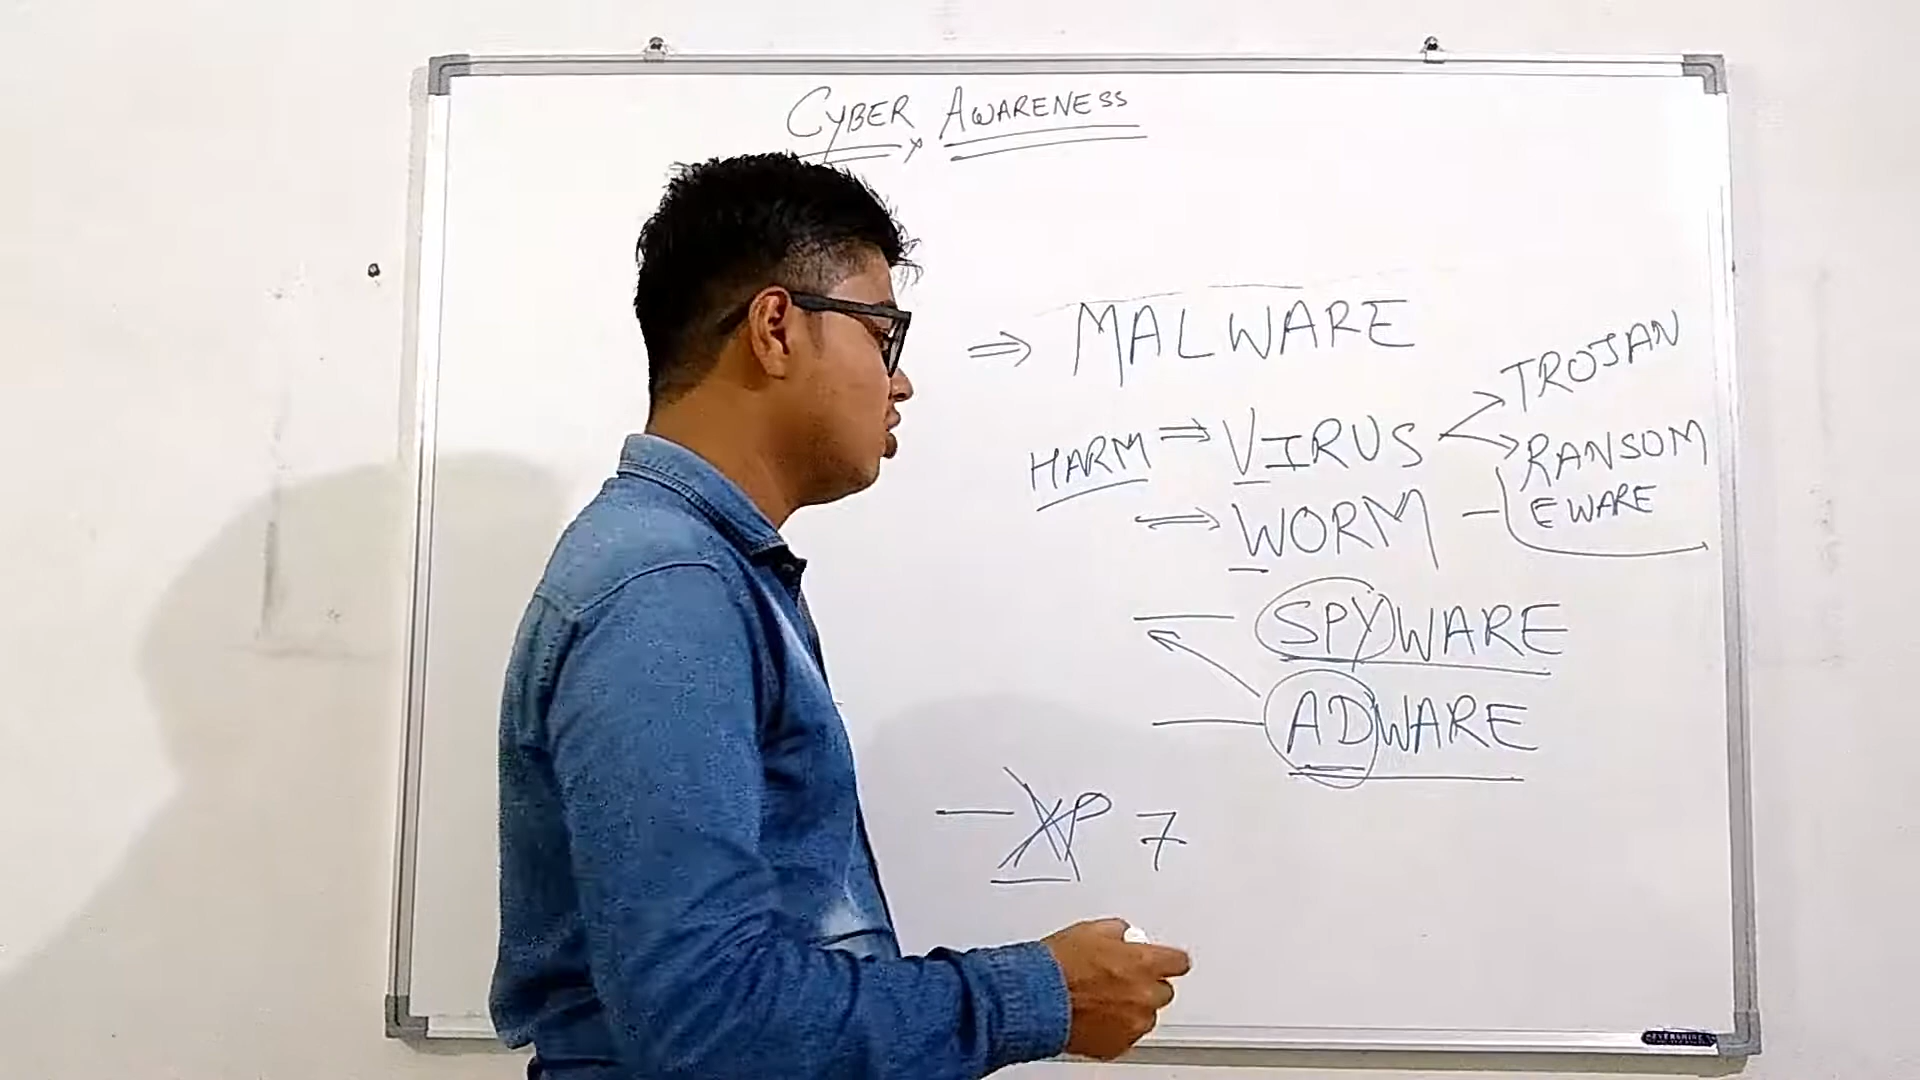 CYBER AWARENESS
⇒ MALWARE
TROJAN
HARM ⇒ VIRUS
RANSOM
EWARE
⇒ WORM
SPYWARE
ADWARE
XP 7